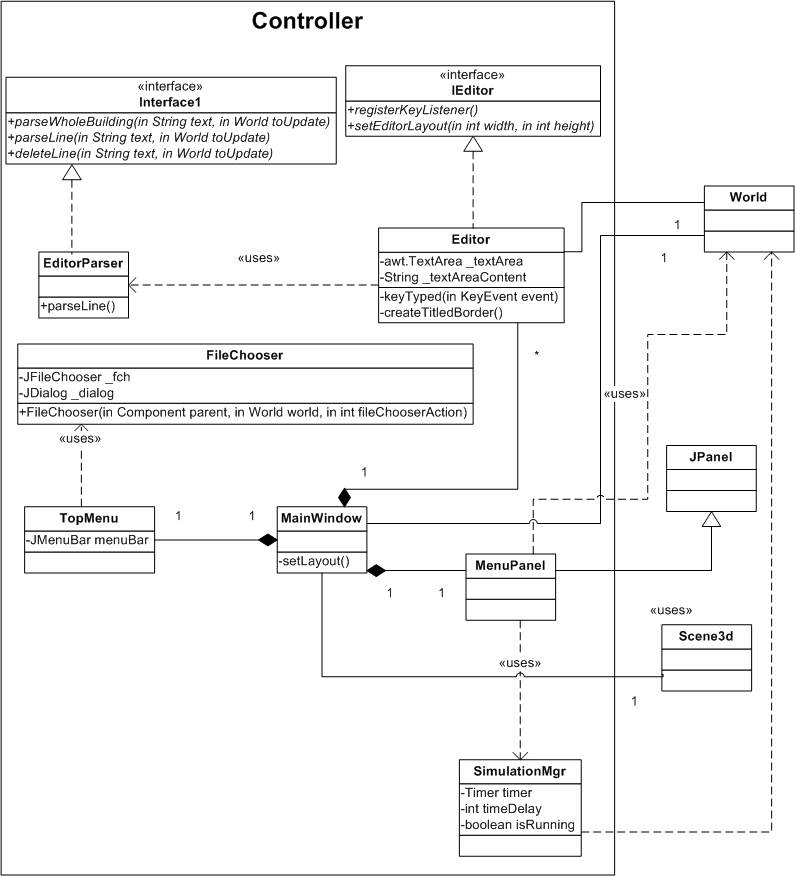 Controller
«interface»
Interface1
+parseWholeBuilding(in String text, in World toUpdate)
+parseLine(in String text, in World toUpdate)
+deleteLine(in String text, in World toUpdate)
«interface»
IEditor
+registerKeyListener()
+setEditorLayout(in int width, in int height)
World
1
1
EditorParser
+parseLine()
«uses»
Editor
-awt.TextArea _textArea
-String _textAreaContent
-keyTyped(in KeyEvent event)
-createTitledBorder()
*
FileChooser
-JFileChooser _fch
-JDialog _dialog
+FileChooser(in Component parent, in World world, in int fileChooserAction)
«uses»
«uses»
1
JPanel
TopMenu
-JMenuBar menuBar
1
1
MainWindow
-setLayout()
1
1
MenuPanel
«uses»
Scene3d
«uses»
1
SimulationMgr
-Timer timer
-int timeDelay
-boolean isRunning